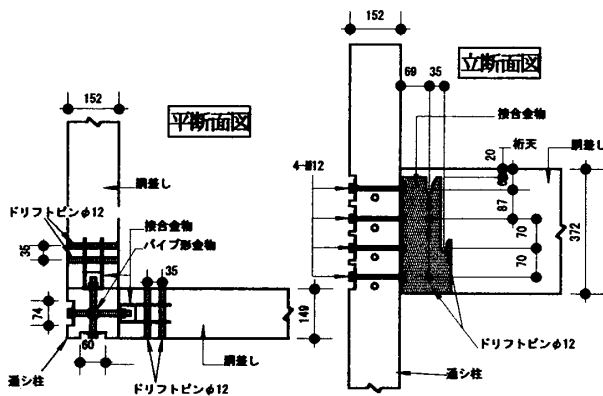 152
平断面図
胴差し
ドリフトピンφ12
接合金物
パイプ形金物
35
35
74
60
149
胴差し
通シ柱
ドリフトピンφ12
152
立断面図
69
35
接合金物
20
桁天
胴差し
4-M12
87
70
70
372
ドリフトピンφ12
通シ柱